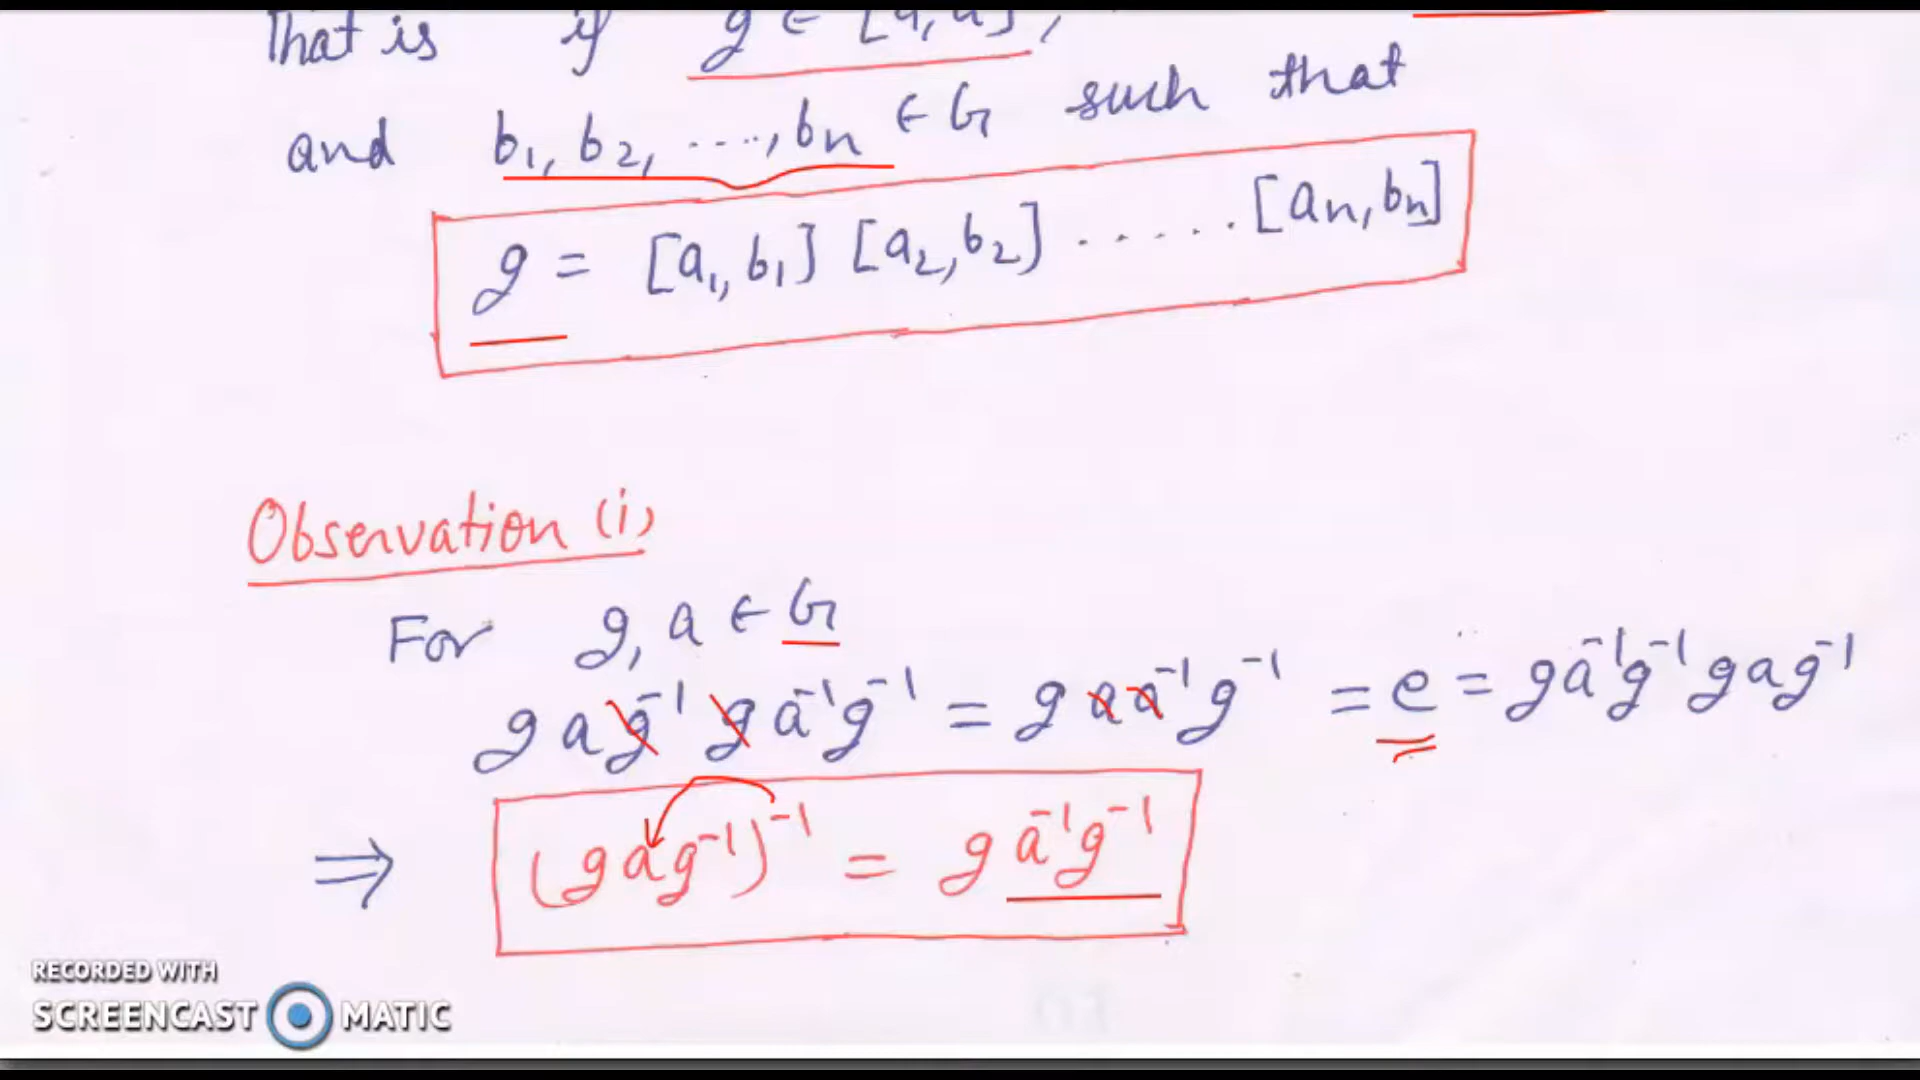 That is if g ∈ [G, G],
and b₁, b₂, ...., bₙ ∈ G such that
g = [a₁, b₁] [a₂, b₂] ..... [aₙ, bₙ]
Observation (i)
For g, a ∈ G
g a g⁻¹ g a⁻¹ g⁻¹ = g a a⁻¹ g⁻¹ = e = g a⁻¹ g⁻¹ g a g⁻¹
⇒ (g a g⁻¹)⁻¹ = g a⁻¹ g⁻¹
RECORDED WITH
SCREENCAST MATIC